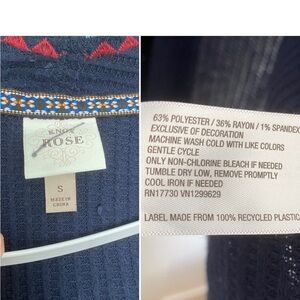 KNOX
ROSE
S
MADE IN
CHINA
63% POLYESTER / 36% RAYON / 1% SPANDE
EXCLUSIVE OF DECORATION
MACHINE WASH COLD WITH LIKE COLORS
GENTLE CYCLE
ONLY NON-CHLORINE BLEACH IF NEEDED
TUMBLE DRY LOW, REMOVE PROMPTLY
COOL IRON IF NEEDED
RN17730 VN1299629
LABEL MADE FROM 100% RECYCLED PLASTIC